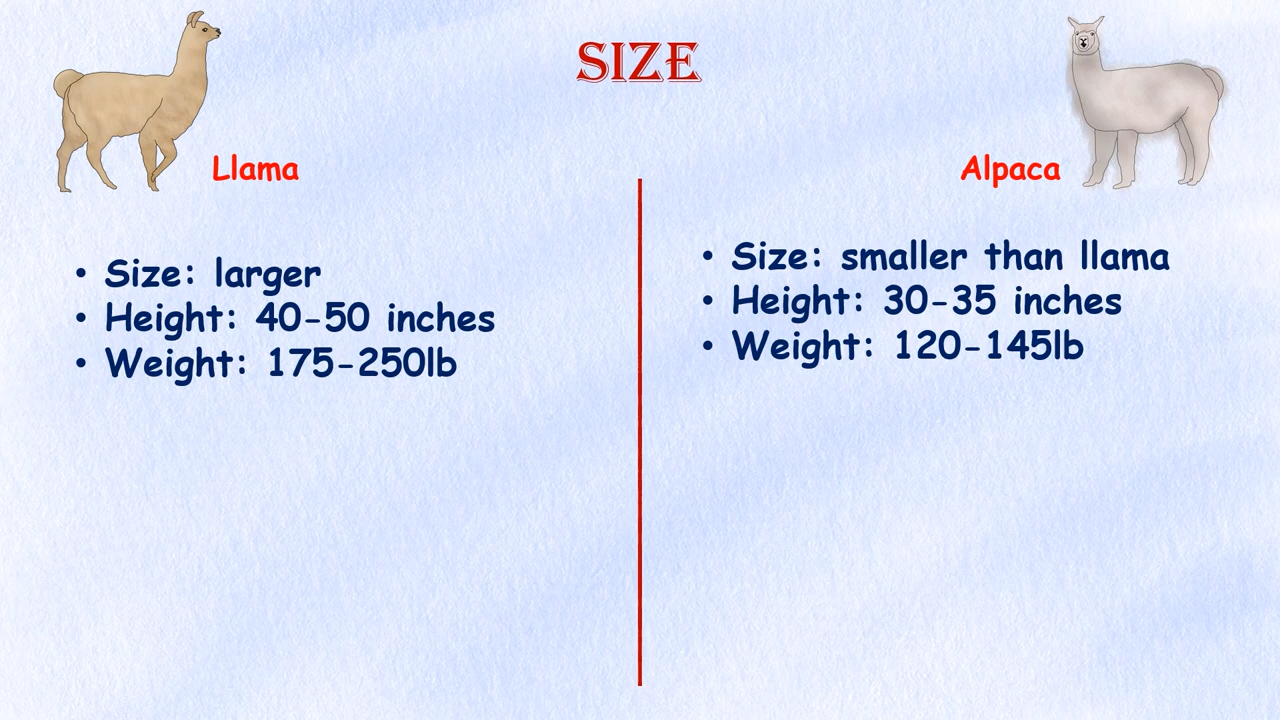 SIZE
Llama
Alpaca
• Size: larger
• Height: 40-50 inches
• Weight: 175-250lb
• Size: smaller than llama
• Height: 30-35 inches
• Weight: 120-145lb